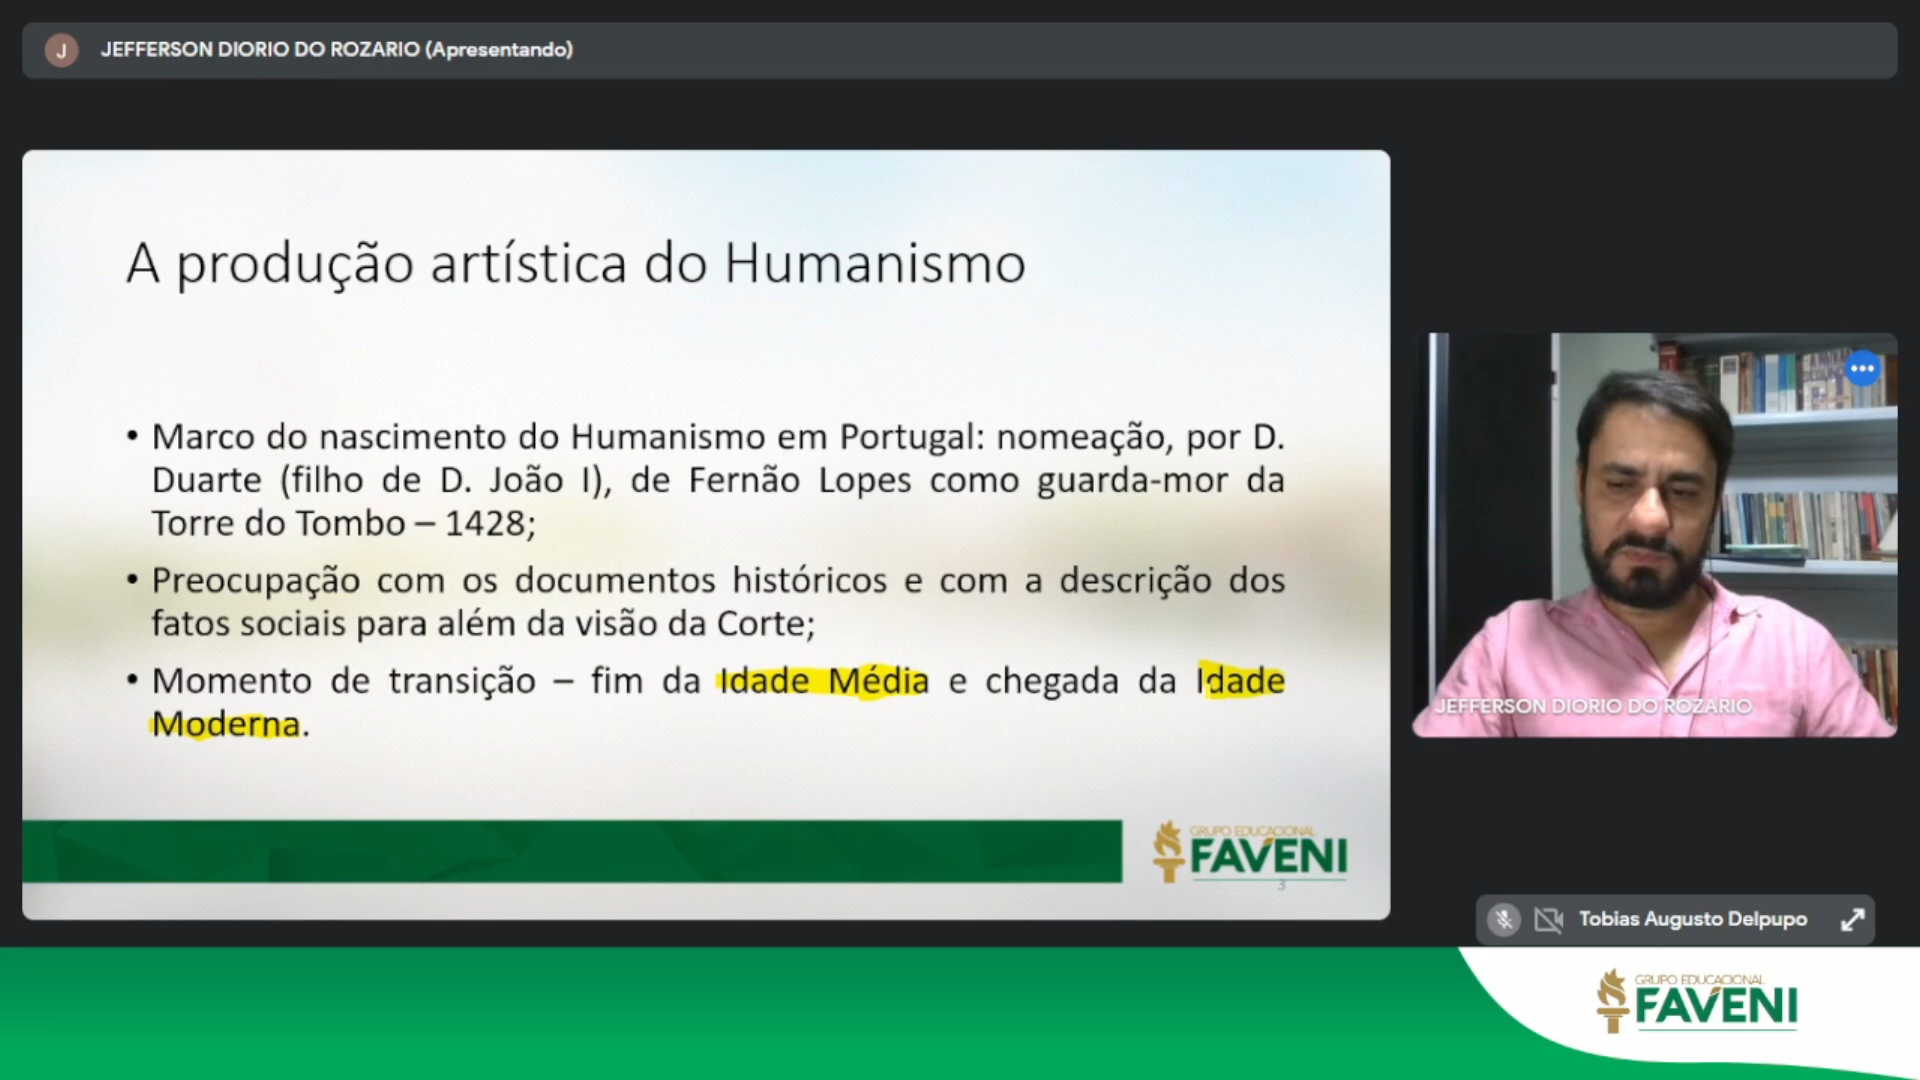 J
JEFFERSON DIORIO DO ROZARIO (Apresentando)
A produção artística do Humanismo
• Marco do nascimento do Humanismo em Portugal: nomeação, por D.
Duarte (filho de D. João I), de Fernão Lopes como guarda-mor da
Torre do Tombo – 1428;
• Preocupação com os documentos históricos e com a descrição dos
fatos sociais para além da visão da Corte;
• Momento de transição – fim da Idade Média e chegada da Idade
Moderna.
GRUPO EDUCACIONAL
FAVENI
3
JEFFERSON DIORIO DO ROZARIO
Tobias Augusto Delpupo
GRUPO EDUCACIONAL
FAVENI